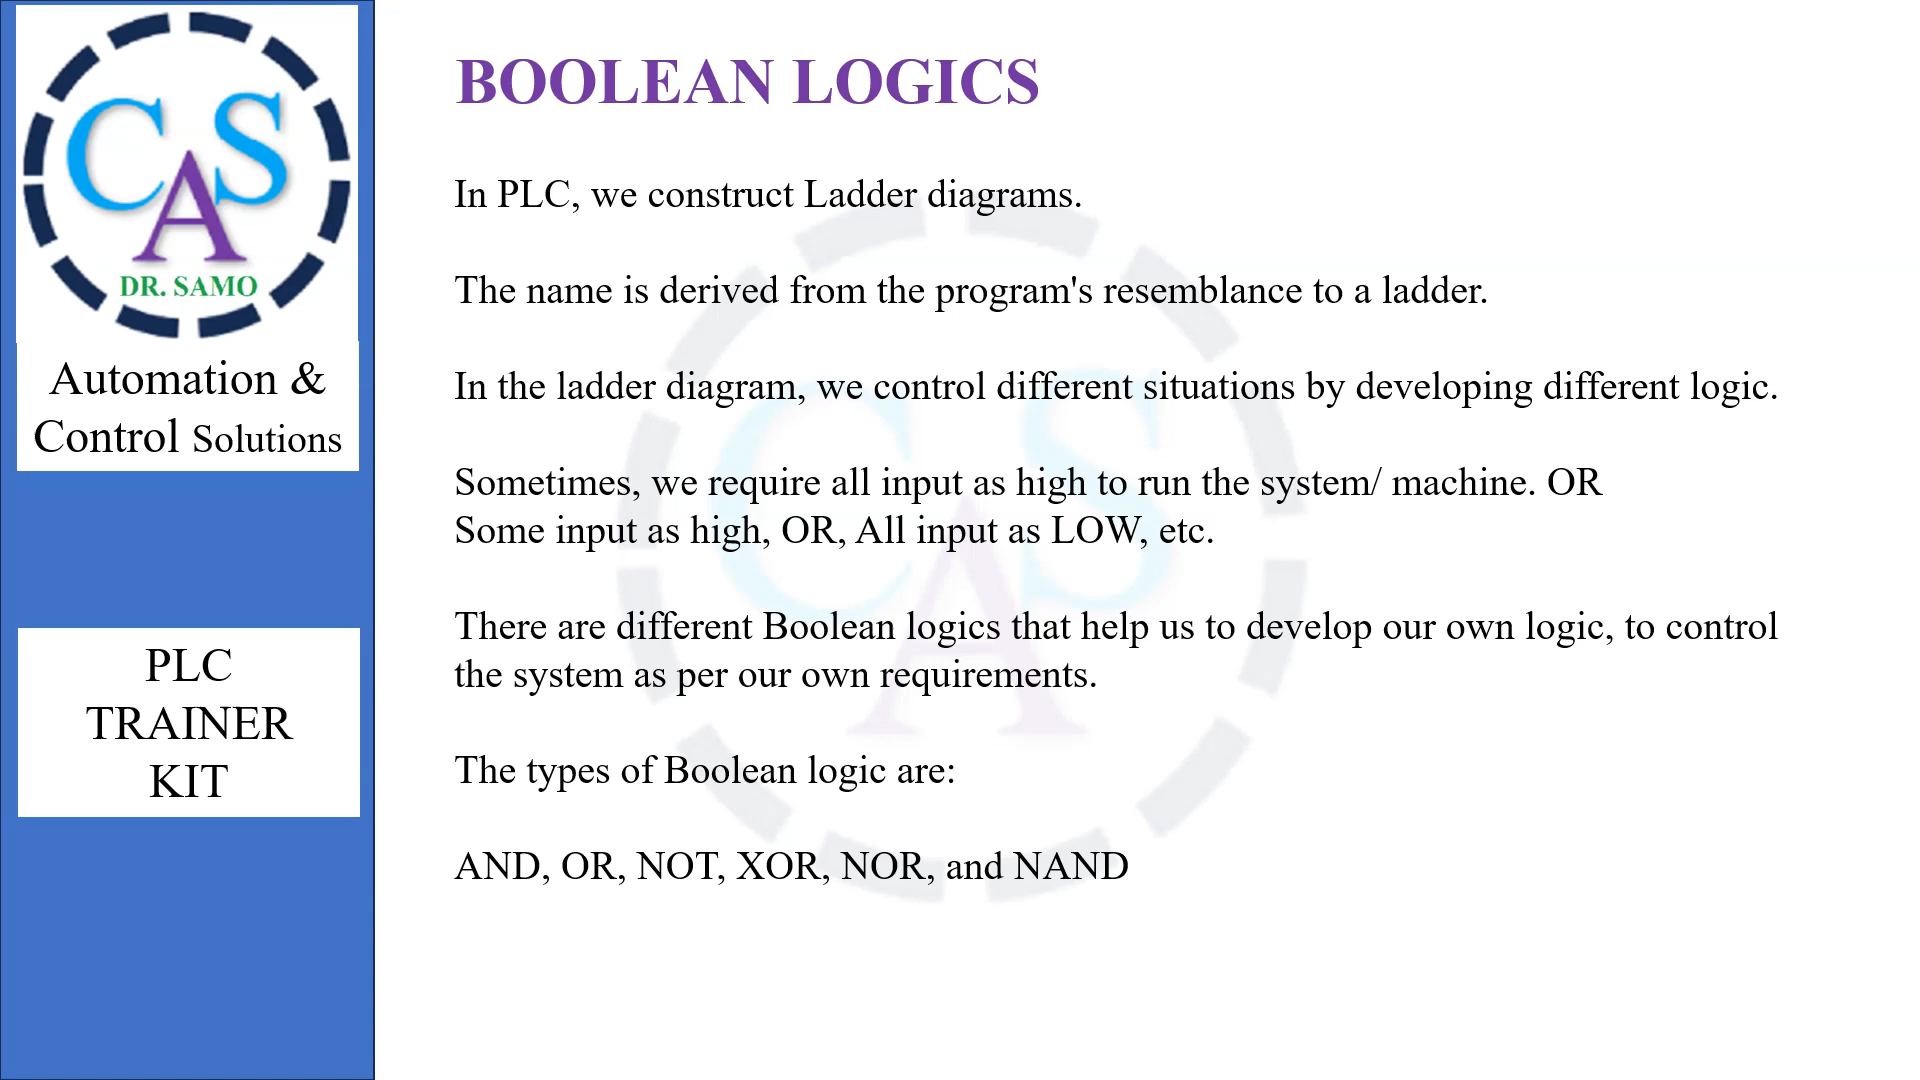 CAS
DR. SAMO
Automation &
Control Solutions
PLC
TRAINER
KIT
BOOLEAN LOGICS
In PLC, we construct Ladder diagrams.
The name is derived from the program's resemblance to a ladder.
In the ladder diagram, we control different situations by developing different logic.
Sometimes, we require all input as high to run the system/ machine. OR
Some input as high, OR, All input as LOW, etc.
There are different Boolean logics that help us to develop our own logic, to control
the system as per our own requirements.
The types of Boolean logic are:
AND, OR, NOT, XOR, NOR, and NAND
CAS